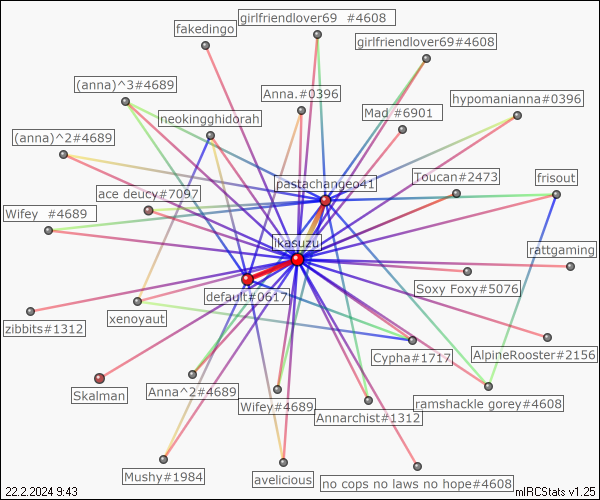 girlfriendlover69 #4608
fakedingo
girlfriendlover69#4608
(anna)^3#4689
Anna.#0396
hypomanianna#0396
Mad #6901
neokingghidorah
(anna)^2#4689
pastachangeo41
Toucan#2473
frisout
ace deucy#7097
Wifey #4689
ikasuzu
rattgaming
Soxy Foxy#5076
default#0617
xenoyaut
zibbits#1312
Cypha#1717
AlpineRooster#2156
Anna^2#4689
Skalman
Wifey#4689
Annarchist#1312
ramshackle gorey#4608
Mushy#1984
avelicious
no cops no laws no hope#4608
22.2.2024 9:43
mIRCStats v1.25